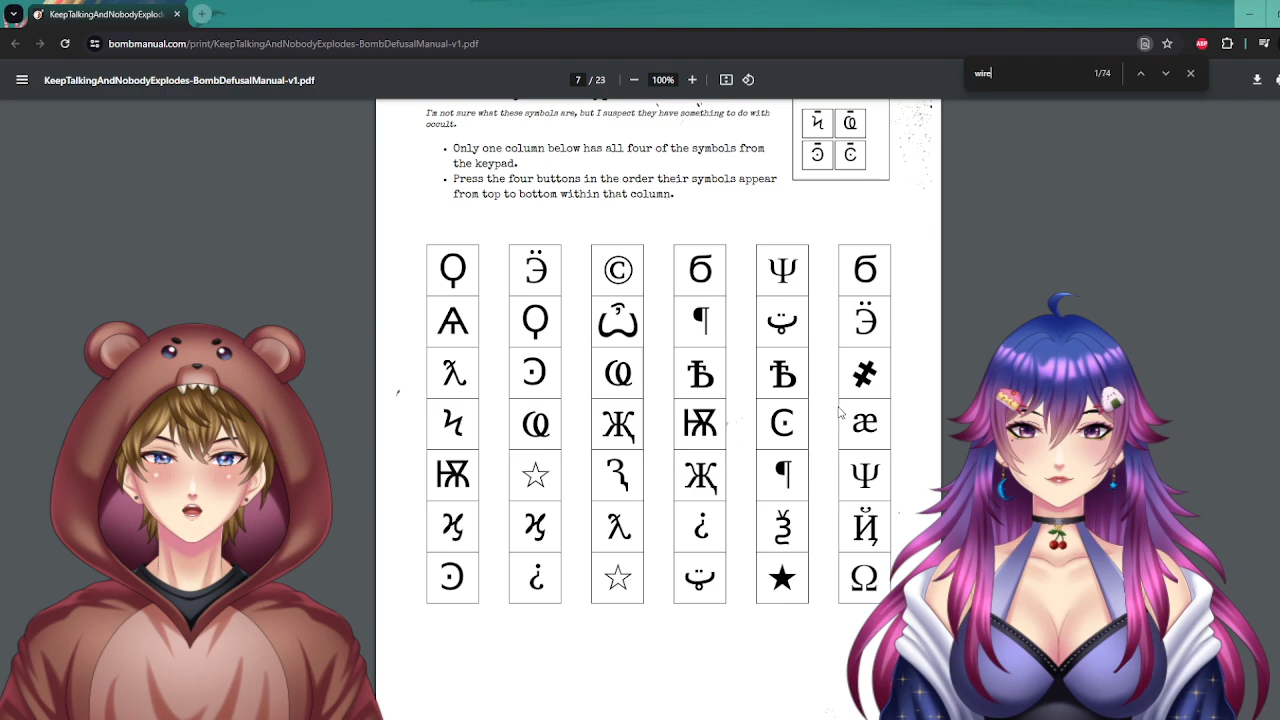 KeepTalkingAndNobodyExplodes
bombmanual.com/print/KeepTalkingAndNobodyExplodes-BombDefusalManual-v1.pdf
ABP
KeepTalkingAndNobodyExplodes-BombDefusalManual-v1.pdf
7 / 23
100%
wire
1/74
I'm not sure what these symbols are, but I suspect they have something to do with
occult.
• Only one column below has all four of the symbols from
the keypad.
• Press the four buttons in the order their symbols appear
from top to bottom within that column.
Ϟ Ҩ
Ͽ Ͼ
Ϙ Ӭ © Ϭ Ψ Ϭ
Ѧ Ϙ Ѽ ¶ ټ Ӭ
ƛ Ͽ Ҩ Ѣ Ѣ ҂
Ϟ Ҩ Җ Ѭ Ͼ æ
Ѭ ☆ Ԇ Җ ¶ Ψ
ϗ ϗ ƛ ¿ Ѯ Ҋ
Ͽ ¿ ☆ ټ ★ Ω